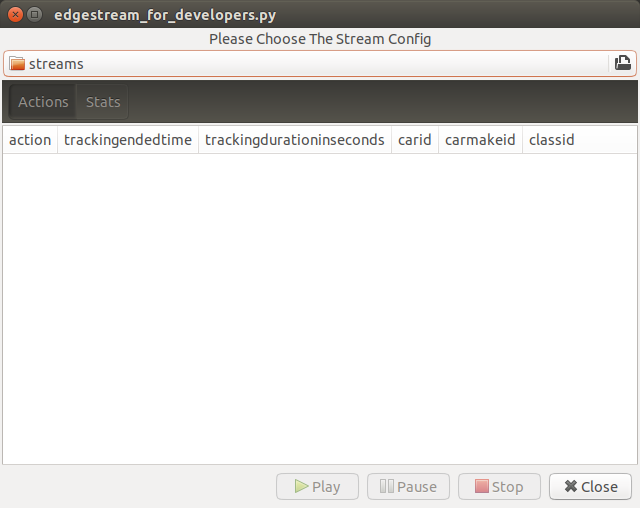 edgestream_for_developers.py
Please Choose The Stream Config
streams
Actions Stats
action trackingendedtime trackingdurationinseconds carid carmakeid classid
Play Pause Stop Close